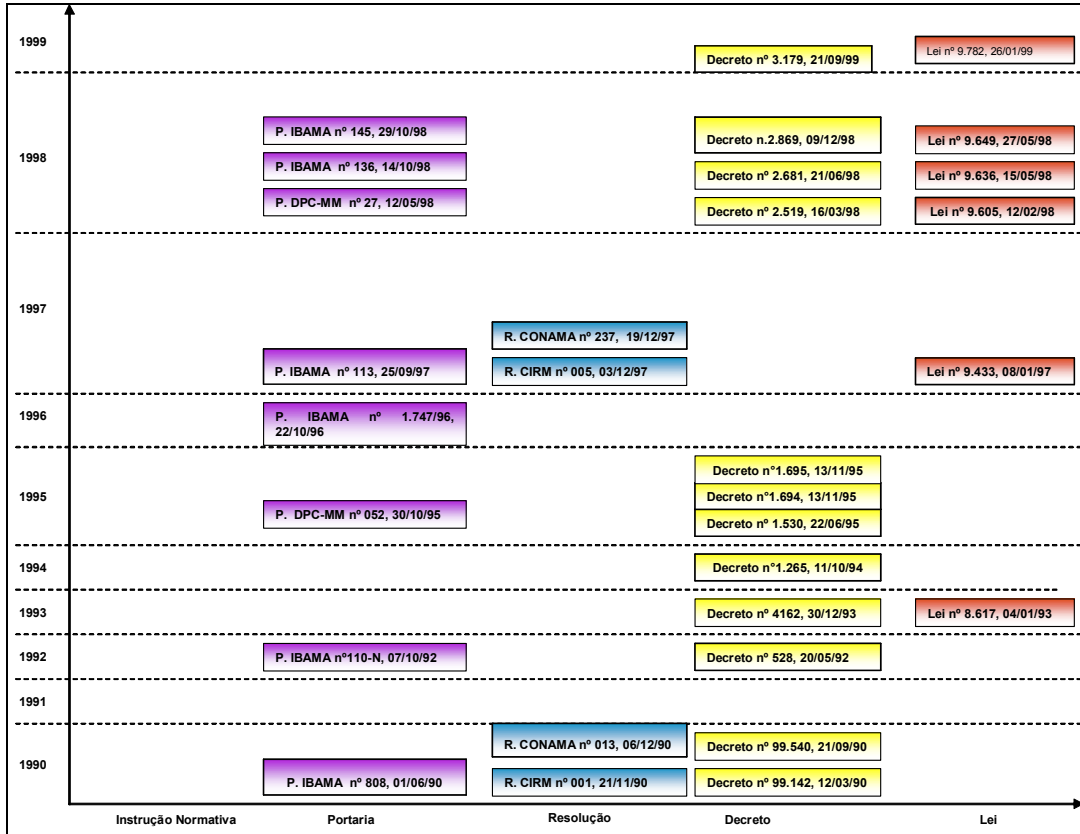 1999
Decreto nº 3.179, 21/09/99
Lei nº 9.782, 26/01/99
1998
P. IBAMA nº 145, 29/10/98
Decreto n.2.869, 09/12/98
Lei nº 9.649, 27/05/98
P. IBAMA nº 136, 14/10/98
Decreto nº 2.681, 21/06/98
Lei nº 9.636, 15/05/98
P. DPC-MM nº 27, 12/05/98
Decreto nº 2.519, 16/03/98
Lei nº 9.605, 12/02/98
1997
R. CONAMA nº 237, 19/12/97
P. IBAMA nº 113, 25/09/97
R. CIRM nº 005, 03/12/97
Lei nº 9.433, 08/01/97
1996
P. IBAMA nº 1.747/96,
22/10/96
1995
Decreto n°1.695, 13/11/95
Decreto n°1.694, 13/11/95
P. DPC-MM nº 052, 30/10/95
Decreto nº 1.530, 22/06/95
1994
Decreto n°1.265, 11/10/94
1993
Decreto nº 4162, 30/12/93
Lei nº 8.617, 04/01/93
1992
P. IBAMA nº110-N, 07/10/92
Decreto nº 528, 20/05/92
1991
1990
R. CONAMA nº 013, 06/12/90
Decreto nº 99.540, 21/09/90
P. IBAMA nº 808, 01/06/90
R. CIRM nº 001, 21/11/90
Decreto nº 99.142, 12/03/90
Instrução Normativa
Portaria
Resolução
Decreto
Lei